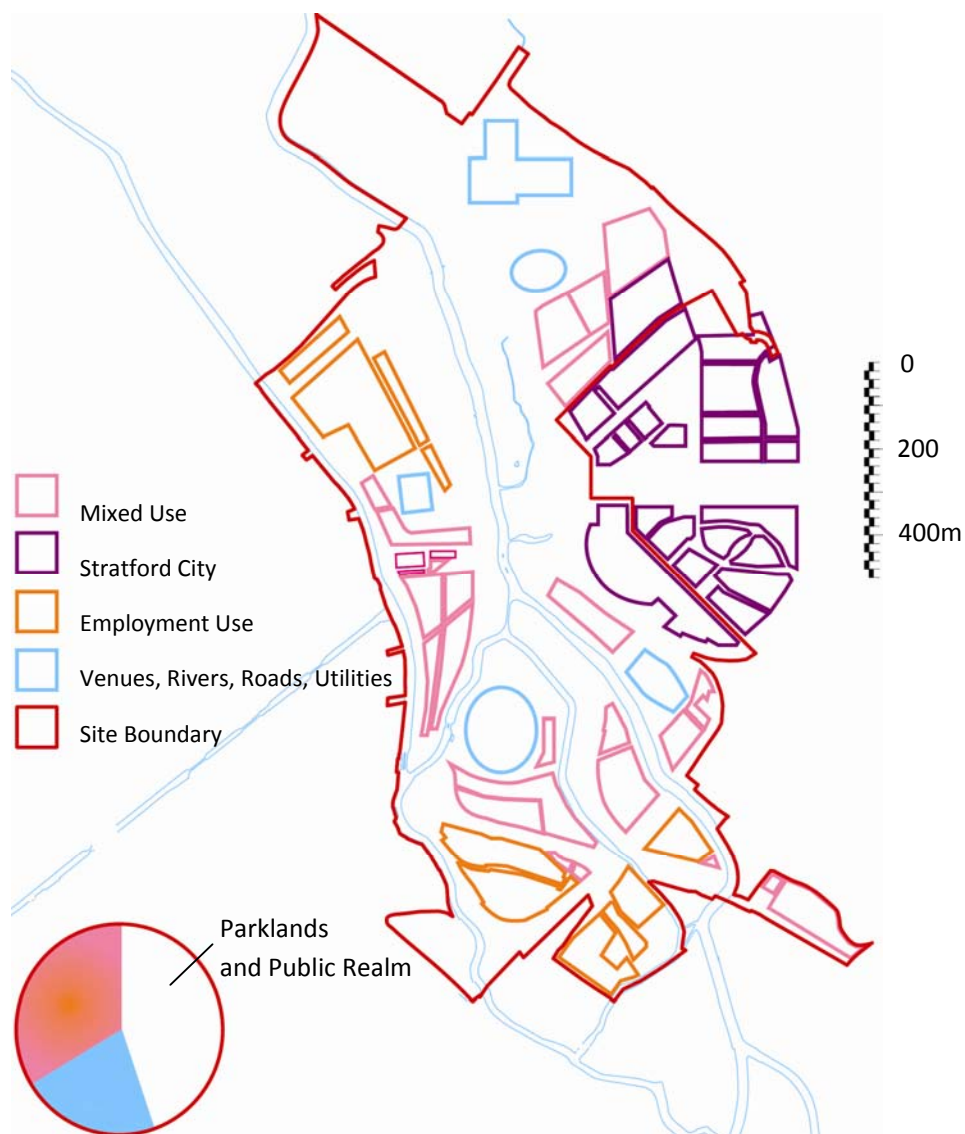 0
200
400m
Mixed Use
Stratford City
Employment Use
Venues, Rivers, Roads, Utilities
Site Boundary
Parklands
and Public Realm